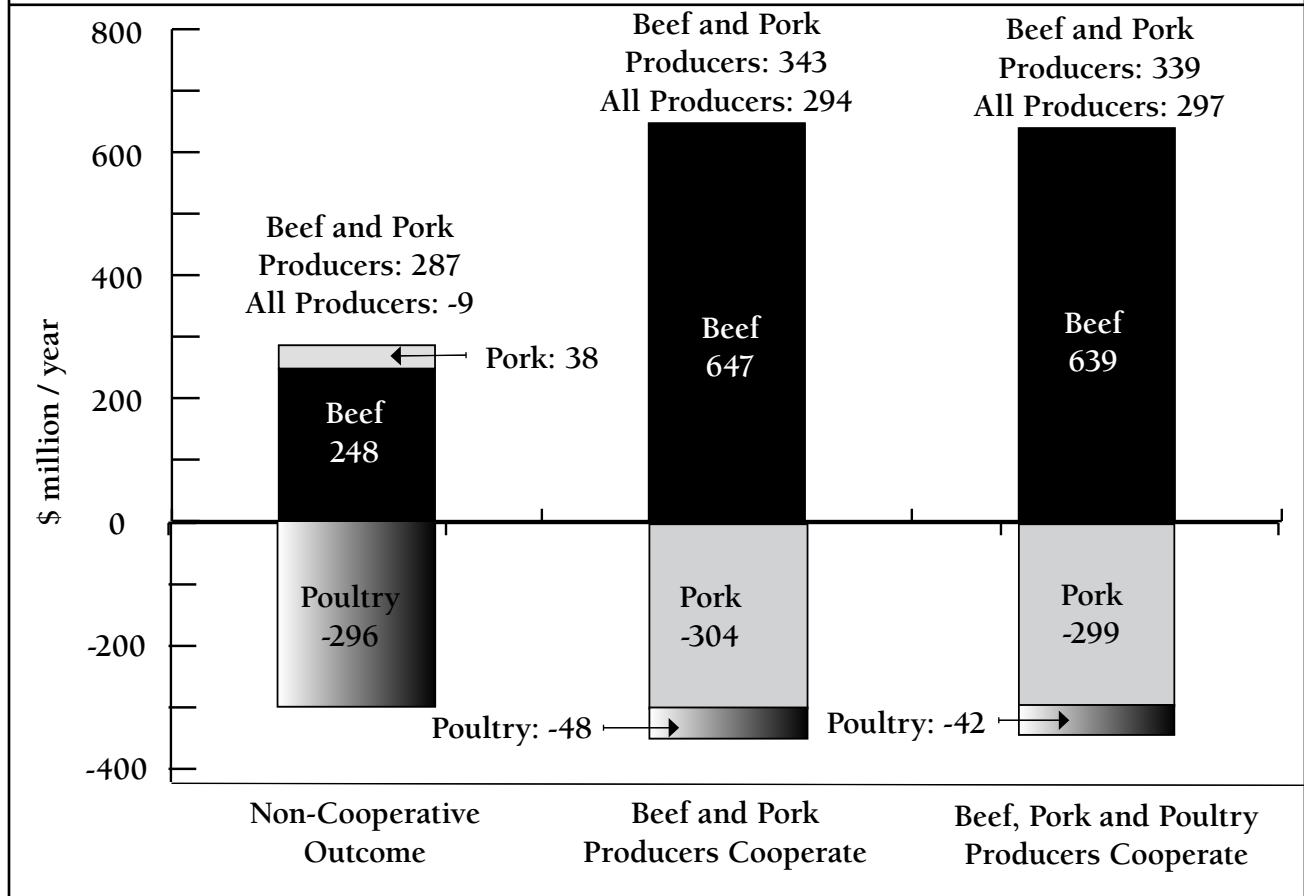 800
600
400
200
0
-200
-400
$ million / year
Beef and Pork
Producers: 287
All Producers: -9
Pork: 38
Beef
248
Poultry
-296
Beef and Pork
Producers: 343
All Producers: 294
Beef
647
Pork
-304
Poultry: -48
Beef and Pork
Producers: 339
All Producers: 297
Beef
639
Pork
-299
Poultry: -42
Non-Cooperative
Outcome
Beef and Pork
Producers Cooperate
Beef, Pork and Poultry
Producers Cooperate